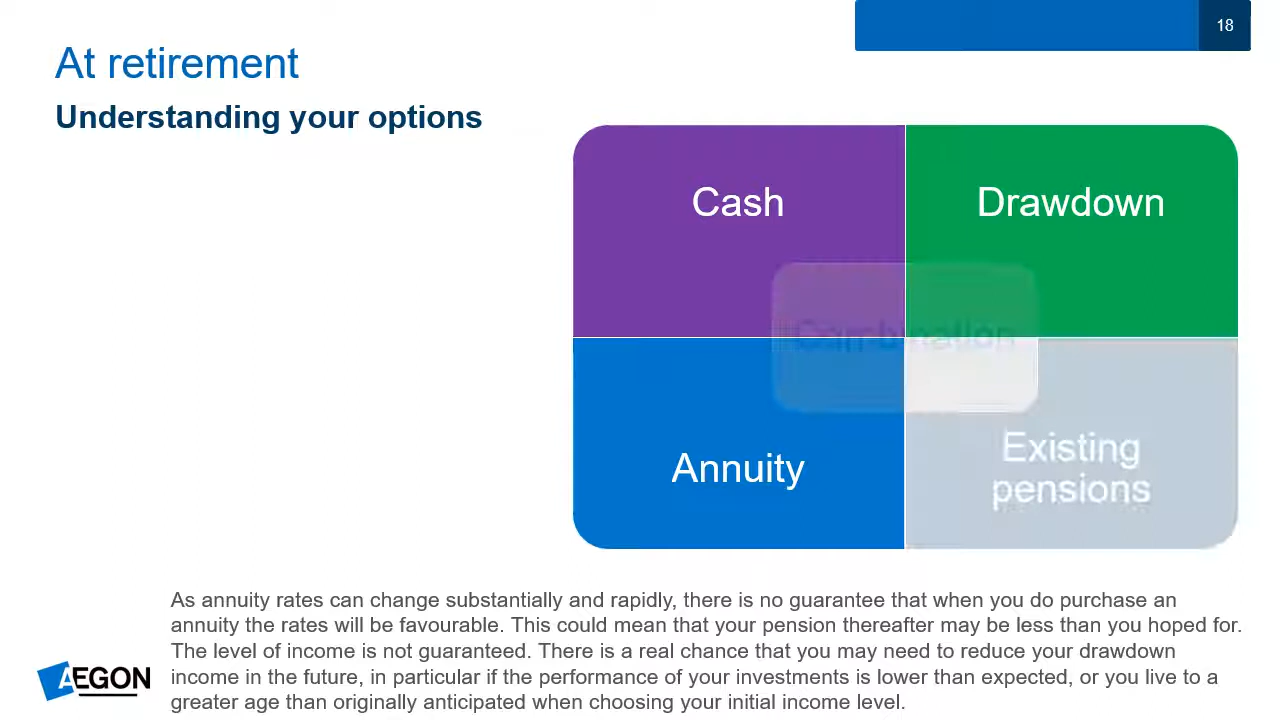 18
At retirement
Understanding your options
Cash
Drawdown
Combination
Annuity
Existing
pensions
As annuity rates can change substantially and rapidly, there is no guarantee that when you do purchase an
annuity the rates will be favourable. This could mean that your pension thereafter may be less than you hoped for.
The level of income is not guaranteed. There is a real chance that you may need to reduce your drawdown
income in the future, in particular if the performance of your investments is lower than expected, or you live to a
greater age than originally anticipated when choosing your initial income level.
AEGON